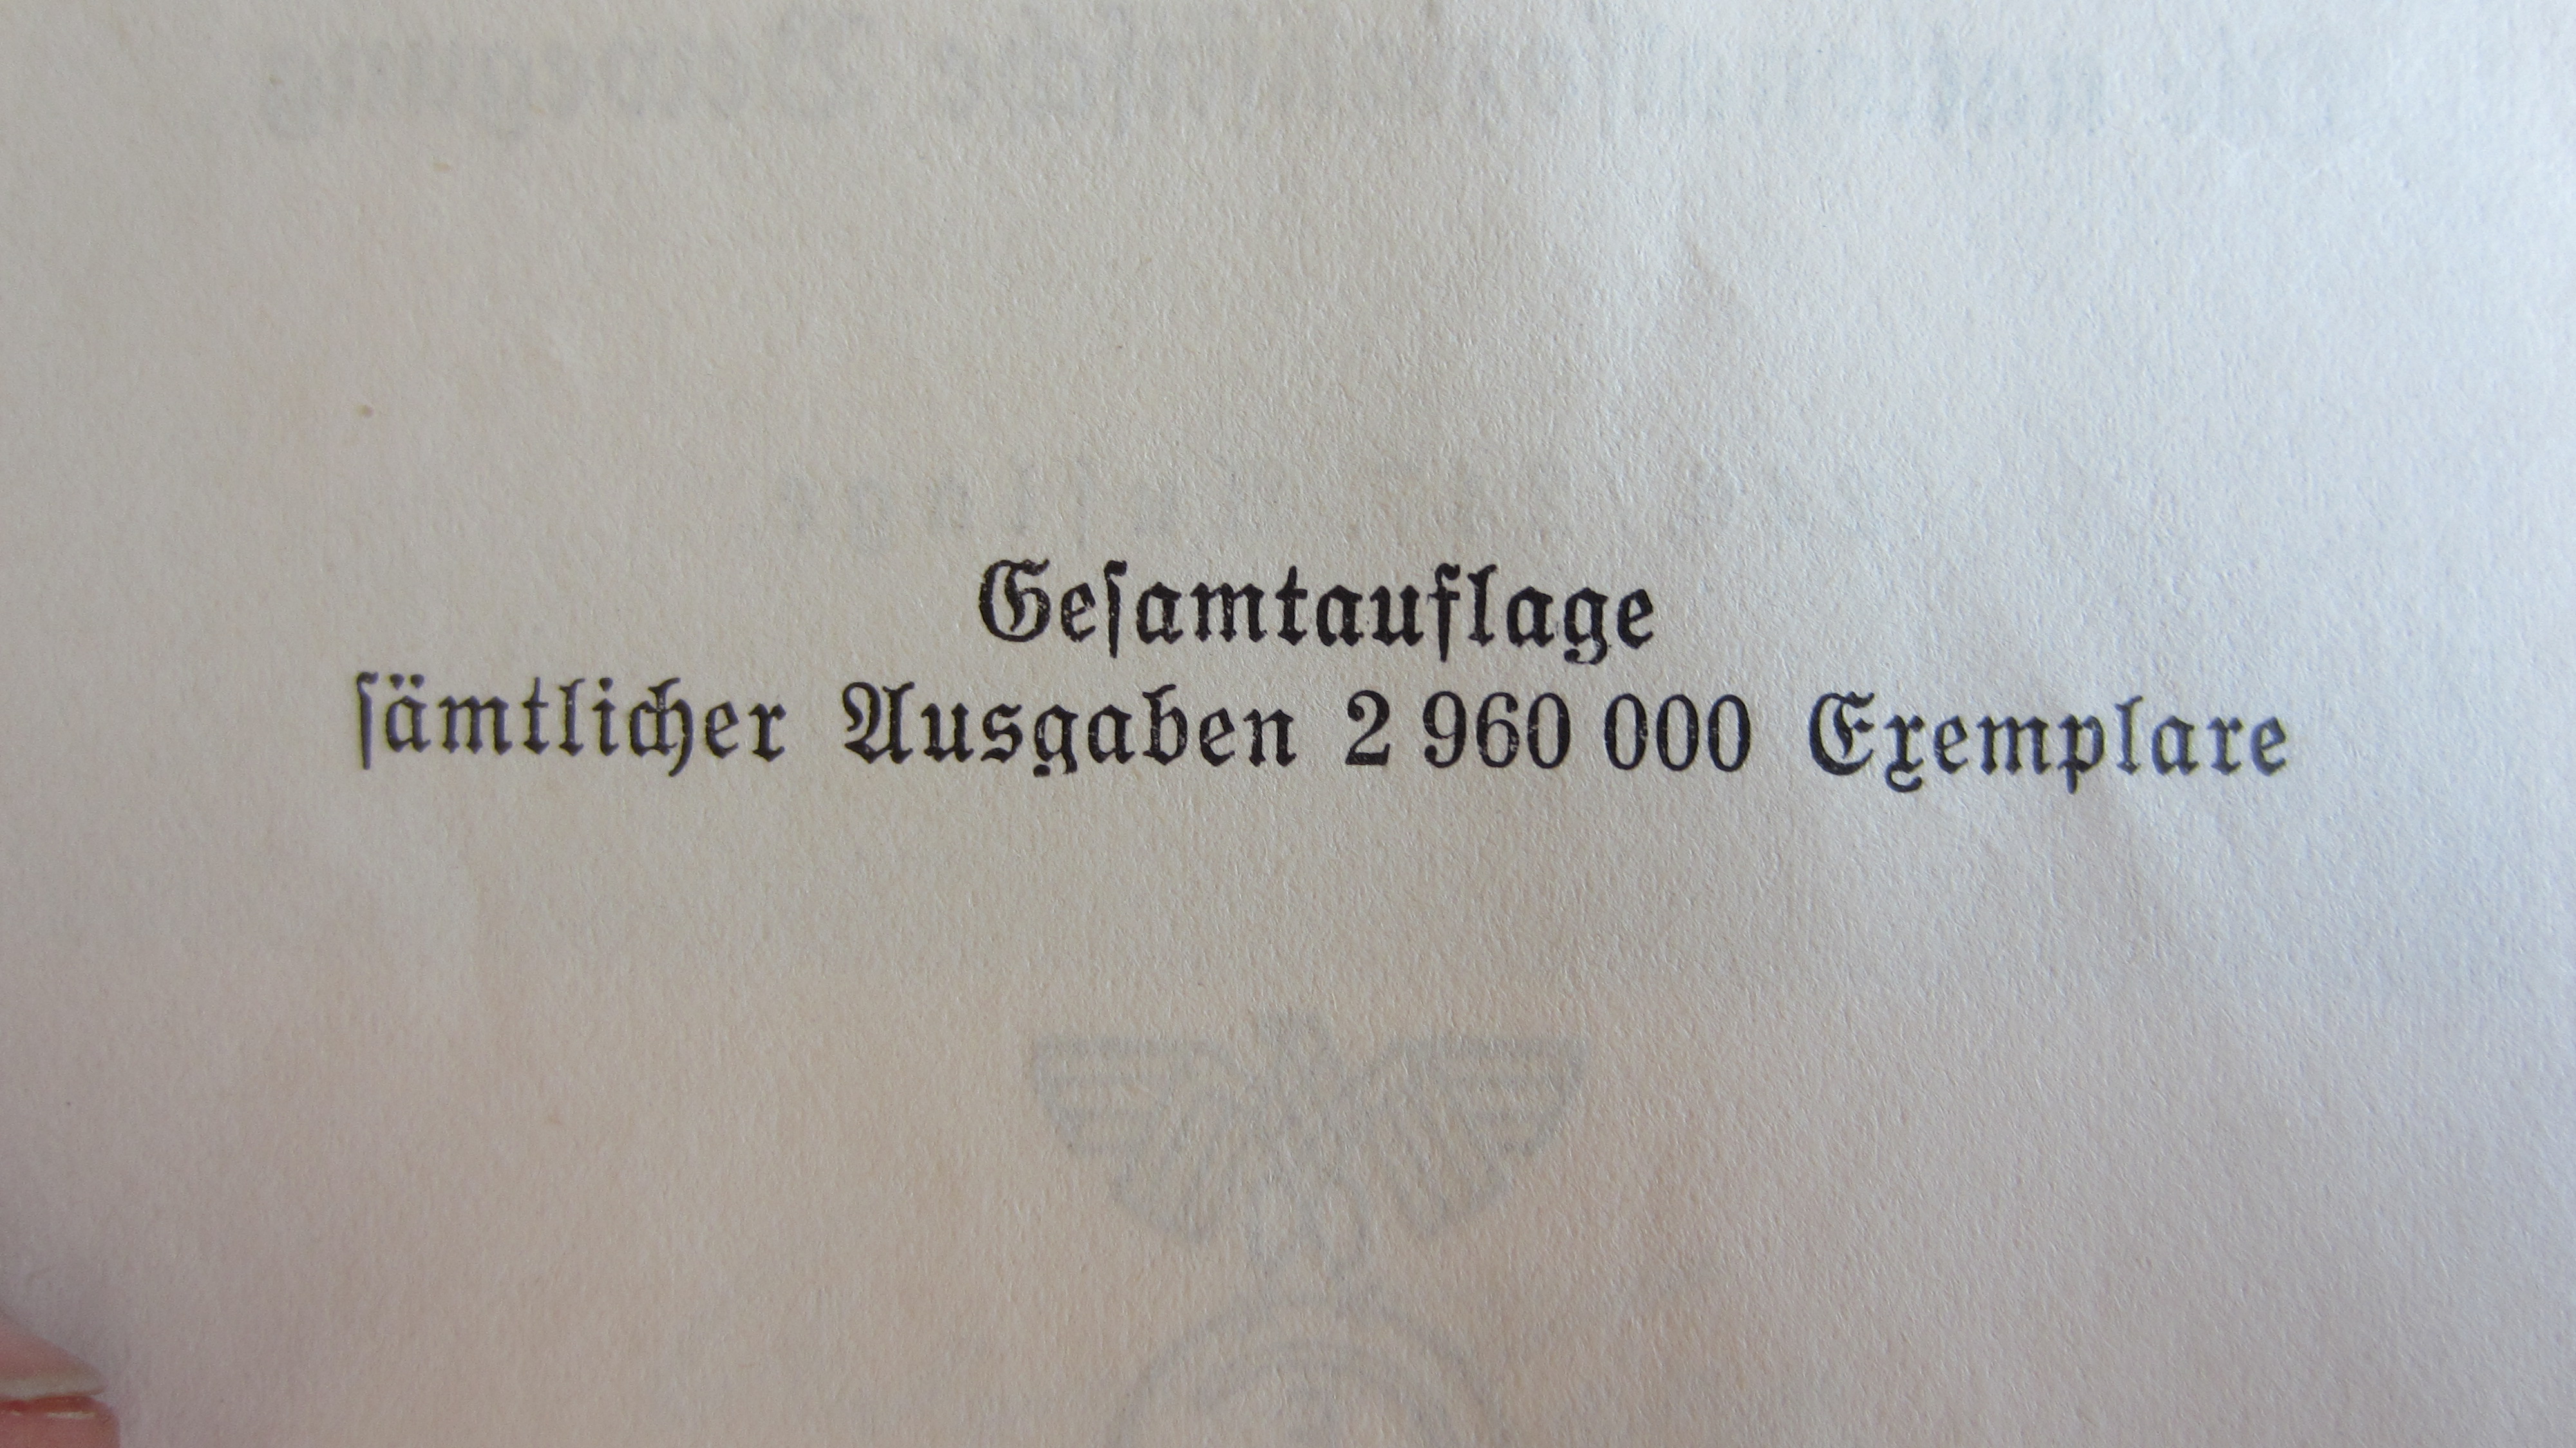 Geſamtauflage
ſämtlicher Ausgaben 2 960 000 Exemplare